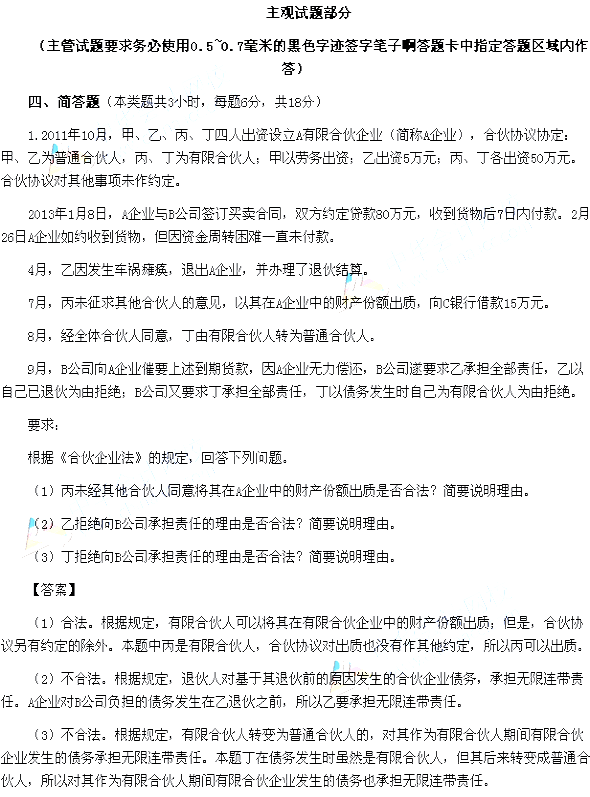 主观试题部分
（主管试题要求务必使用0.5~0.7毫米的黑色字迹签字笔子啊答题卡中指定答题区域内作
答）
四、简答题（本类题共3小时，每题6分，共18分）
1.2011年10月，甲、乙、丙、丁四人出资设立A有限合伙企业（简称A企业），合伙协议协定：
甲、乙为普通合伙人，丙、丁为有限合伙人；甲以劳务出资；乙出资5万元；丙、丁各出资50万元。
合伙协议对其他事项未作约定。
2013年1月8日，A企业与B公司签订买卖合同，双方约定贷款80万元，收到货物后7日内付款。2月
26日A企业如约收到货物，但因资金周转困难一直未付款。
4月，乙因发生车祸瘫痪，退出A企业，并办理了退伙结算。
7月，丙未征求其他合伙人的意见，以其在A企业中的财产份额出质，向C银行借款15万元。
8月，经全体合伙人同意，丁由有限合伙人转为普通合伙人。
9月，B公司向A企业催要上述到期货款，因A企业无力偿还，B公司遂要求乙承担全部责任，乙以
自己已退伙为由拒绝；B公司又要求丁承担全部责任，丁以债务发生时自己为有限合伙人为由拒绝。
要求：
根据《合伙企业法》的规定，回答下列问题。
（1）丙未经其他合伙人同意将其在A企业中的财产份额出质是否合法？简要说明理由。
（2）乙拒绝向B公司承担责任的理由是否合法？简要说明理由。
（3）丁拒绝向B公司承担责任的理由是否合法？简要说明理由。
【答案】
（1）合法。根据规定，有限合伙人可以将其在有限合伙企业中的财产份额出质；但是，合伙协
议另有约定的除外。本题中丙是有限合伙人，合伙协议对出质也没有作其他约定，所以丙可以出质。
（2）不合法。根据规定，退伙人对基于其退伙前的原因发生的合伙企业债务，承担无限连带责
任。A企业对B公司负担的债务发生在乙退伙之前，所以乙要承担无限连带责任。
（3）不合法。根据规定，有限合伙人转变为普通合伙人的，对其作为有限合伙人期间有限合伙
企业发生的债务承担无限连带责任。本题丁在债务发生时虽然是有限合伙人，但其后来转变成普通合
伙人，所以对其作为有限合伙人期间有限合伙企业发生的债务也承担无限连带责任。